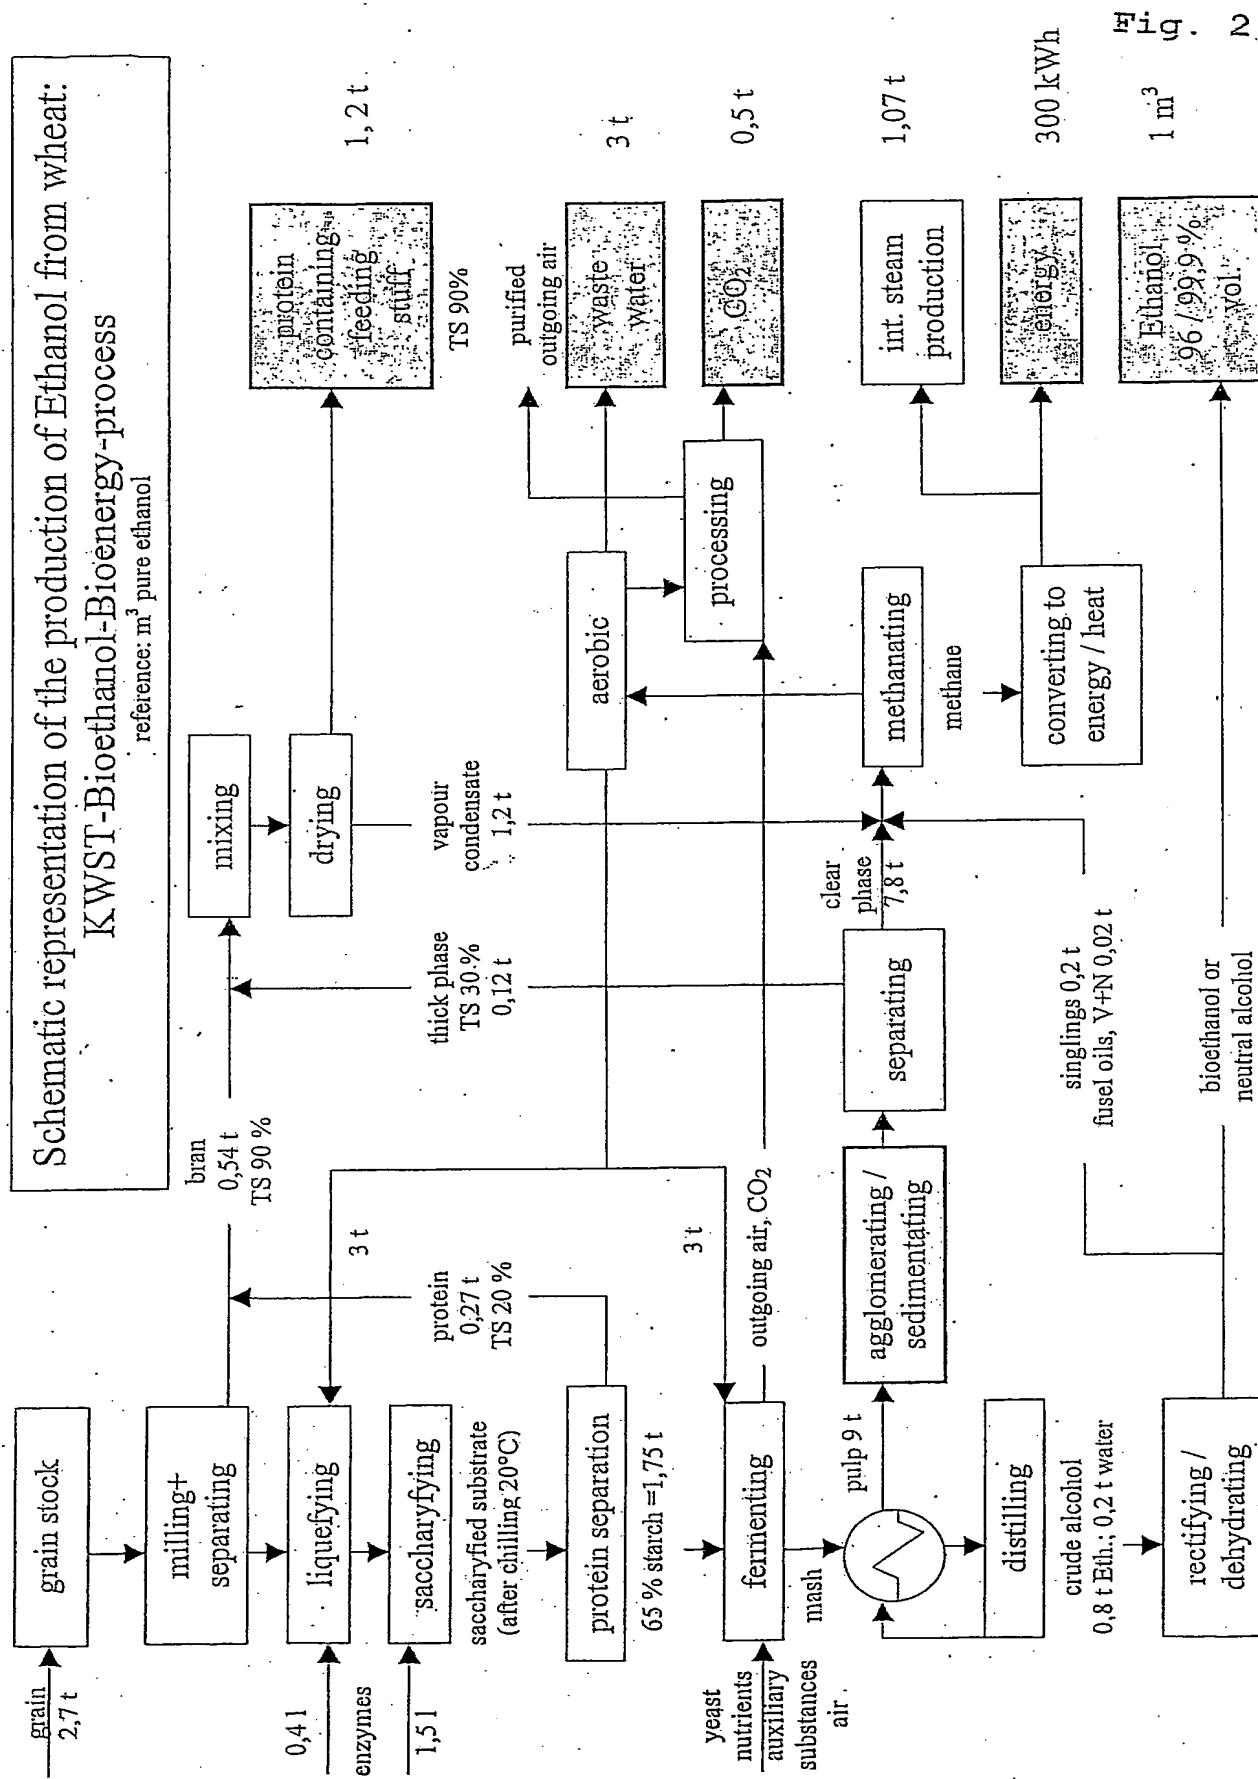 Fig. 2
Schematic representation of the production of Ethanol from wheat:
KWST-Bioethanol-Bioenergy-process
reference: m³ pure ethanol
grain
2,7 t
grain stock
milling+
separating
bran
0,54 t
TS 90 %
mixing
drying
protein
containing
feeding
stuff
TS 90%
1,2 t
0,4 l
enzymes
1,5 l
liquefying
saccharyfying
3 t
protein
0,27 t
TS 20 %
thick phase
TS 30 %
0,12 t
vapour
condensate
1,2 t
saccharyfied substrate
(after chilling 20°C)
protein separation
65 % starch =1,75 t
aerobic
purified
outgoing air
waste
water
3 t
yeast
nutrients
auxiliary
substances
air
fermenting
3 t
outgoing air, CO₂
processing
CO₂
0,5 t
mash
pulp 9 t
agglomerating /
sedimentating
separating
clear
phase
7,8 t
methanating
methane
int. steam
production
1,07 t
distilling
crude alcohol
0,8 t Eth.; 0,2 t water
singlings 0,2 t
fusel oils, V+N 0,02 t
converting to
energy / heat
energy
300 kWh
rectifying /
dehydrating
bioethanol or
neutral alcohol
Ethanol
96 / 99,9 %
vol.
1 m³